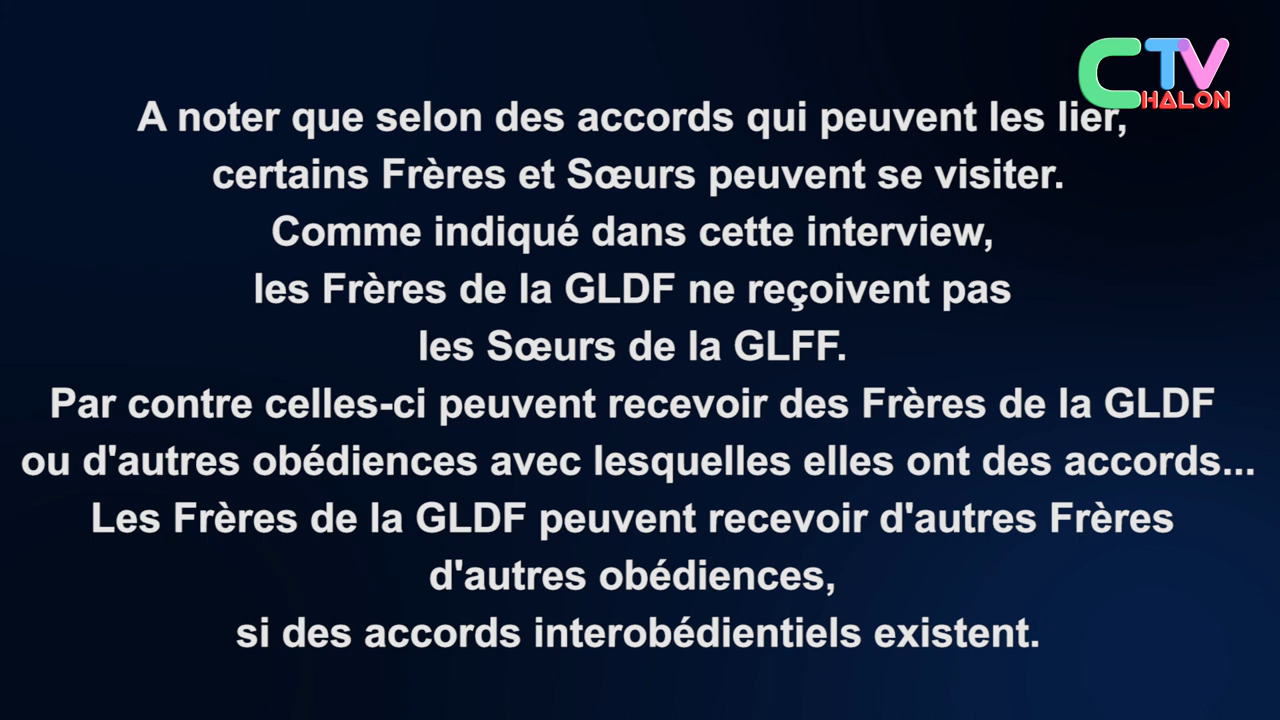 CTV
CHALON
A noter que selon des accords qui peuvent les lier,
certains Frères et Sœurs peuvent se visiter.
Comme indiqué dans cette interview,
les Frères de la GLDF ne reçoivent pas
les Sœurs de la GLFF.
Par contre celles-ci peuvent recevoir des Frères de la GLDF
ou d'autres obédiences avec lesquelles elles ont des accords...
Les Frères de la GLDF peuvent recevoir d'autres Frères
d'autres obédiences,
si des accords interobédientiels existent.